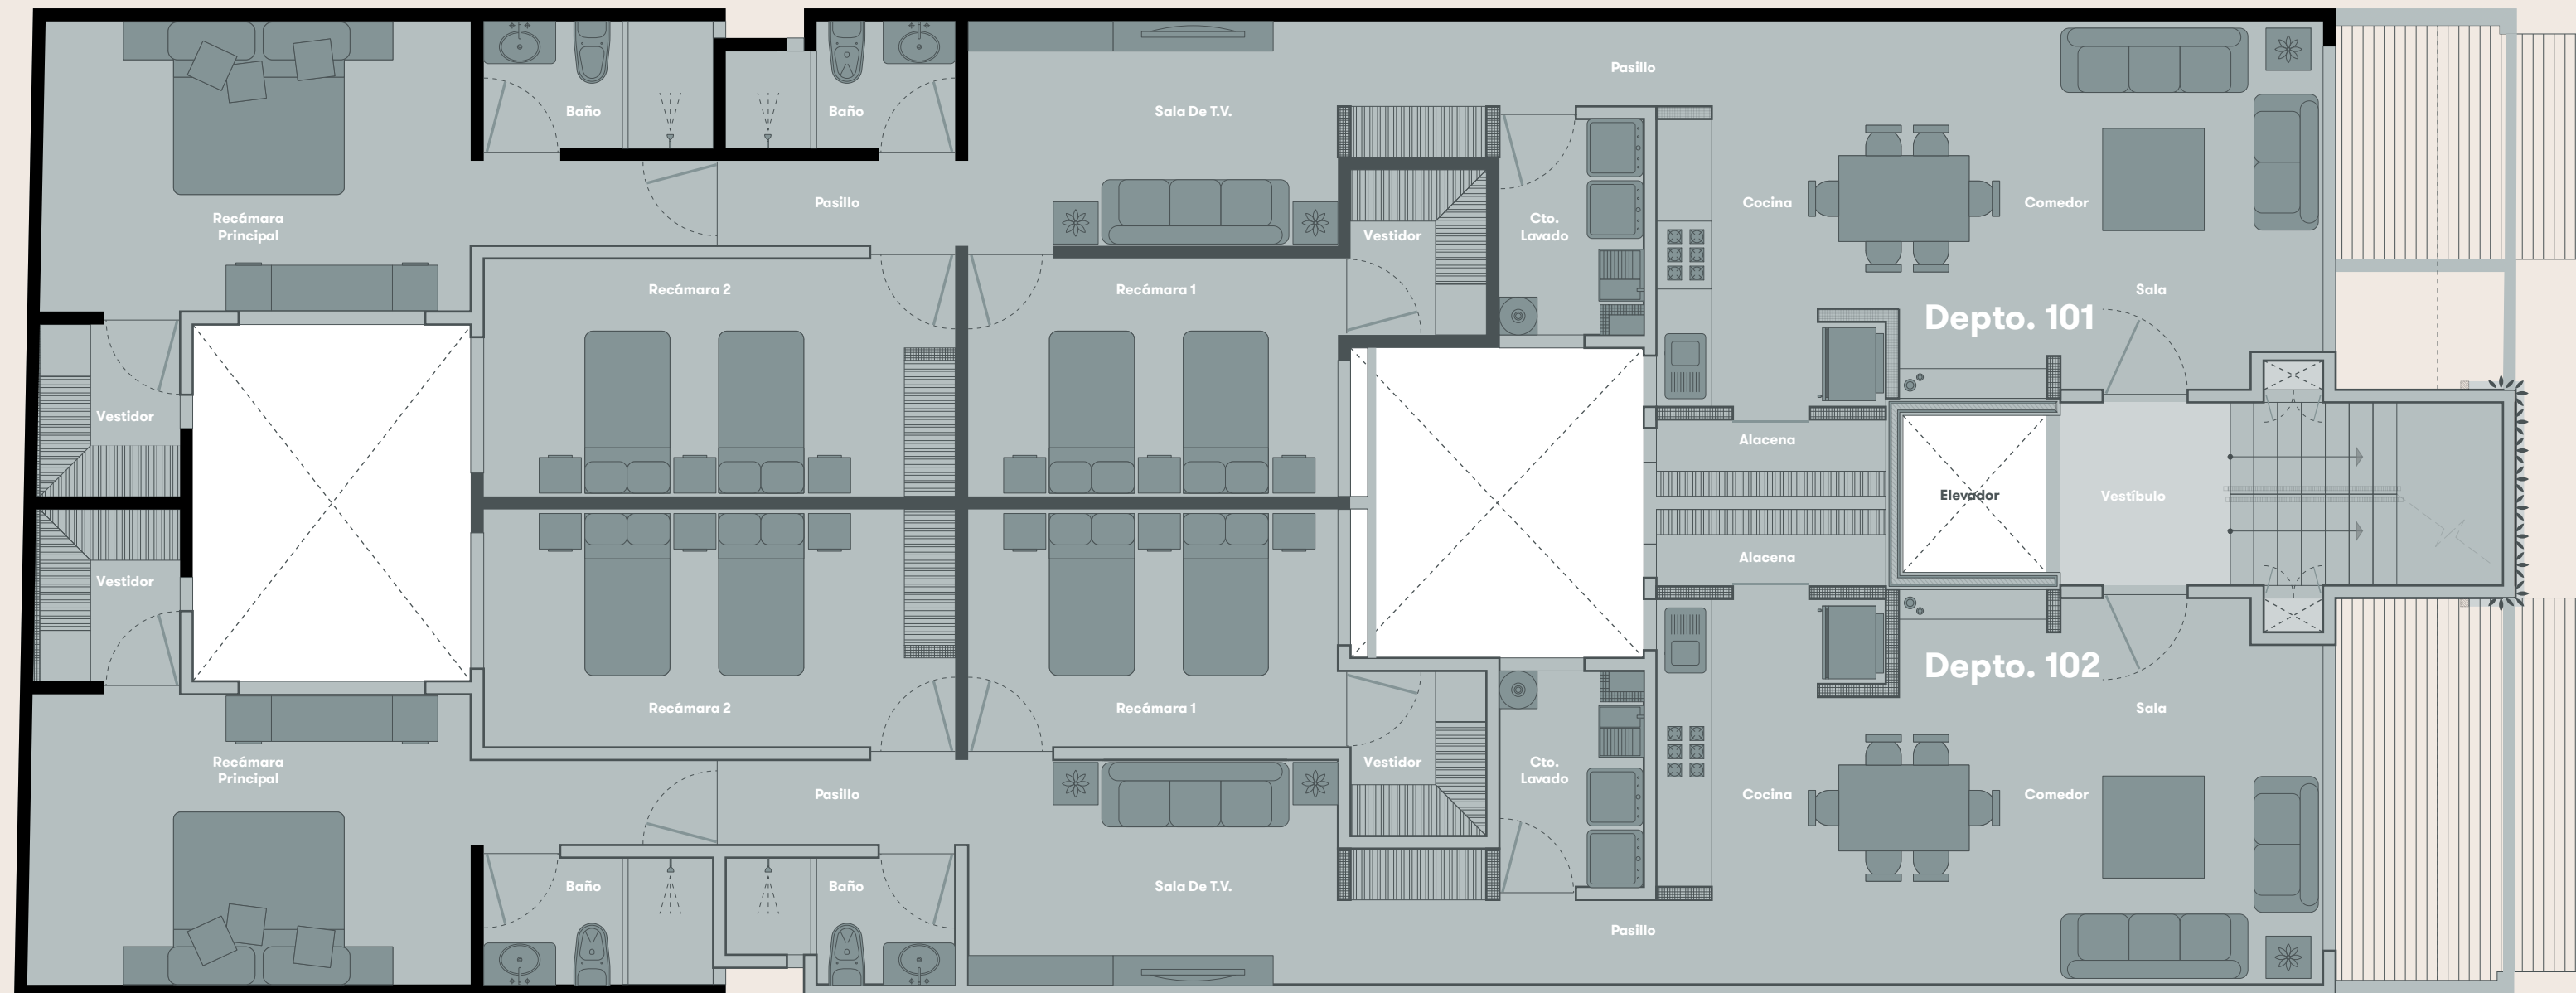 Pasillo
Baño
Baño
Sala De T.V.
Pasillo
Cocina
Comedor
Recámara
Principal
Cto.
Lavado
Vestidor
Recámara 2
Recámara 1
Sala
Depto. 101
Vestidor
Alacena
Elevador
Vestíbulo
Alacena
Vestidor
Depto. 102
Recámara 2
Recámara 1
Sala
Recámara
Principal
Vestidor
Cto.
Lavado
Pasillo
Cocina
Comedor
Baño
Baño
Sala De T.V.
Pasillo